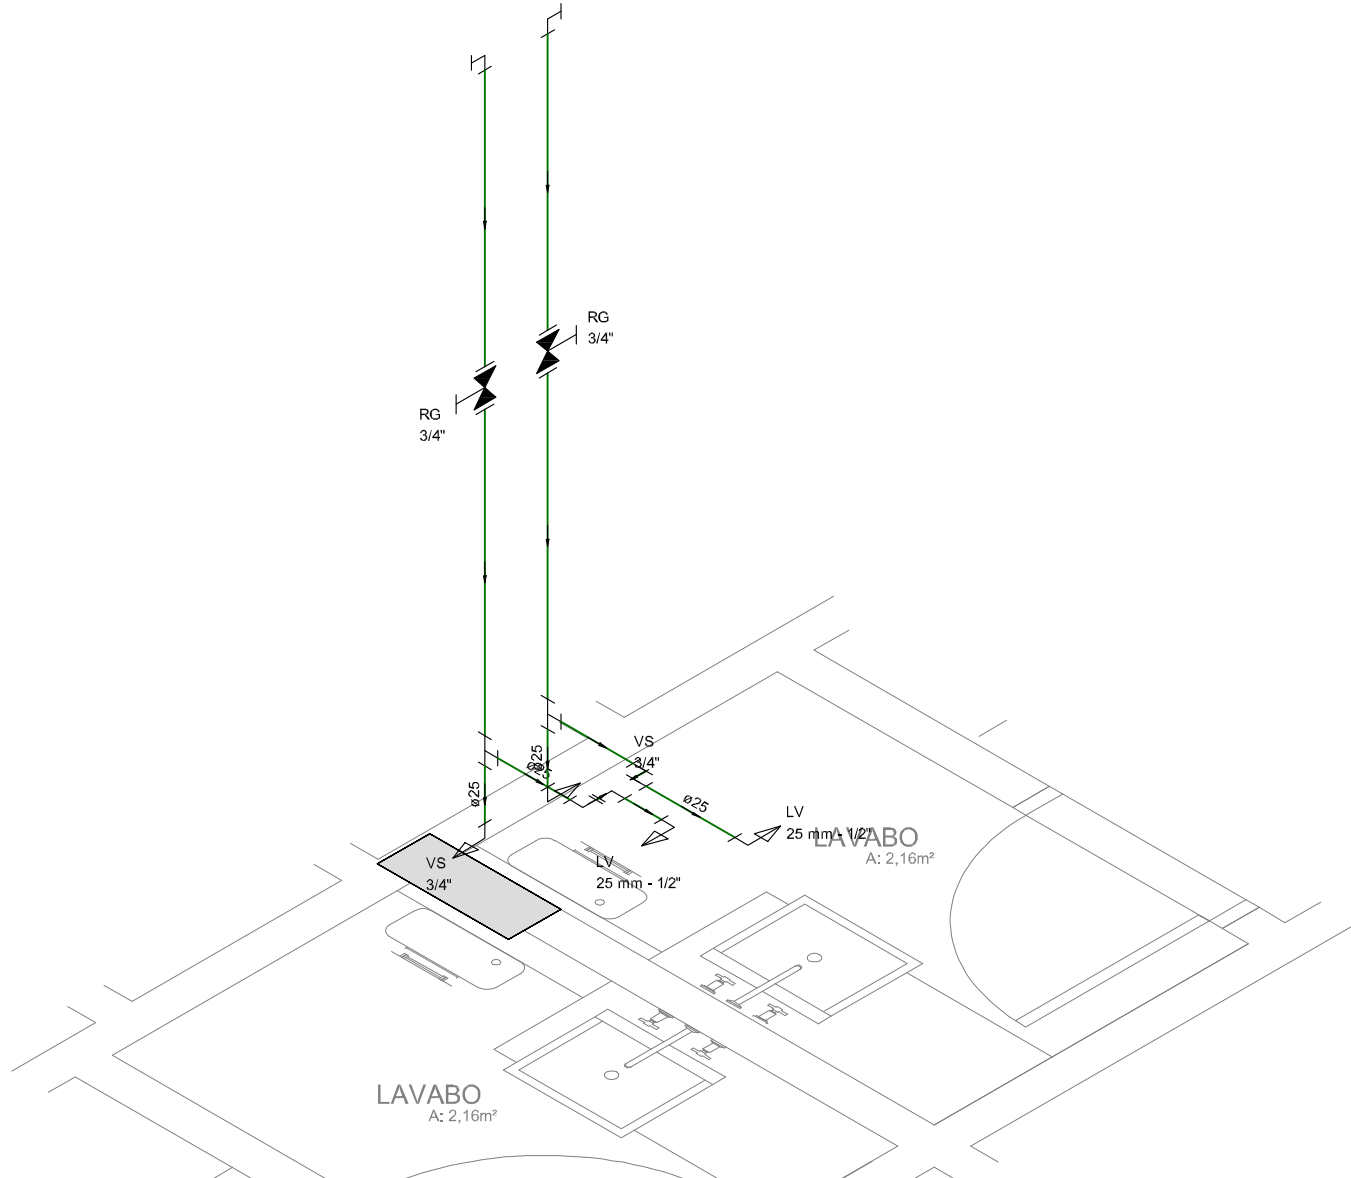 RG
3/4"
RG
3/4"
VS
3/4"
ø25
ø25
ø25
ø25
LV
25 mm - 1/2"
LAVABO
A: 2,16m²
VS
3/4"
LV
25 mm - 1/2"
LAVABO
A: 2,16m²